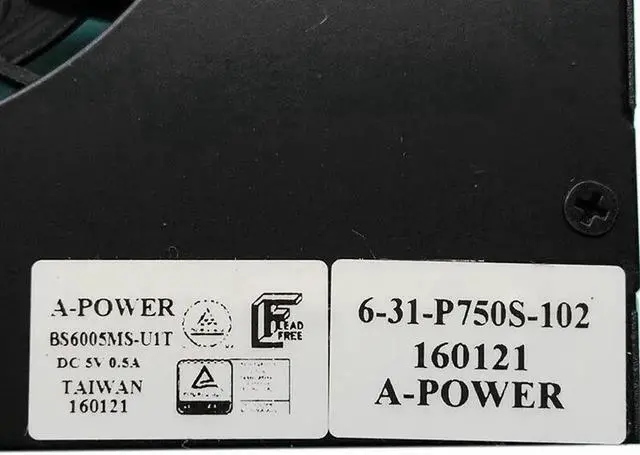 A-POWER
BS6005MS-U1T
DC 5V 0.5A
TAIWAN
160121
LEAD
FREE
6-31-P750S-102
160121
A-POWER